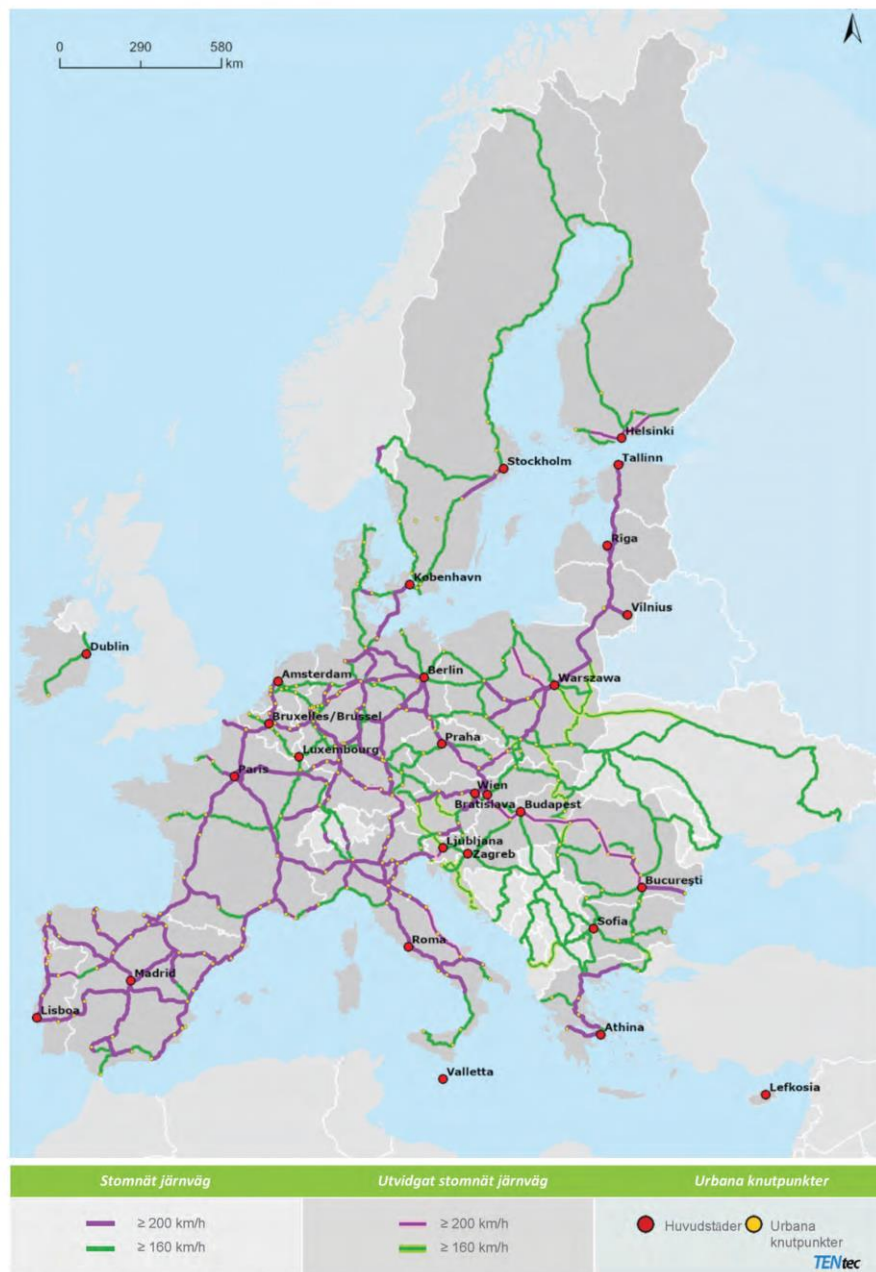 0 290 580
km
Helsinki
Stockholm
Tallinn
Rīga
København
Vilnius
Dublin
Amsterdam
Berlin
Warszawa
Bruxelles/Brussel
Praha
Luxembourg
Paris
Wien
Bratislava
Budapest
Ljubljana
Zagreb
Bucureşti
Sofia
Roma
Madrid
Lisboa
Athina
Valletta
Lefkosia
Stomnät järnväg
Utvidgat stomnät järnväg
Urbana knutpunkter
≥ 200 km/h
≥ 160 km/h
≥ 200 km/h
≥ 160 km/h
Huvudstäder
Urbana
knutpunkter
TENtec